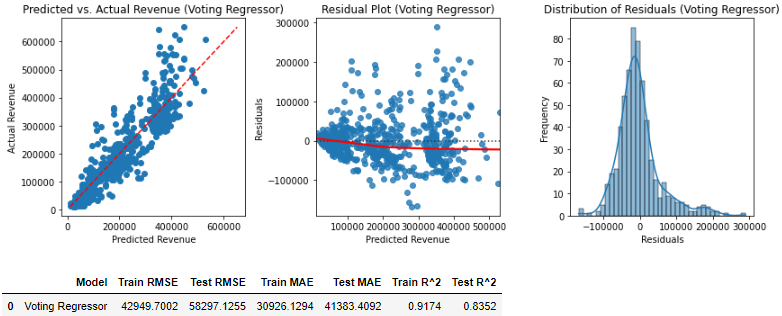 Predicted vs. Actual Revenue (Voting Regressor)
600000
500000
400000
300000
200000
100000
0
Actual Revenue
0 200000 400000 600000
Predicted Revenue
Residual Plot (Voting Regressor)
300000
200000
100000
0
−100000
Residuals
100000 200000 300000 400000 500000
Predicted Revenue
Distribution of Residuals (Voting Regressor)
80
70
60
50
40
30
20
10
0
Frequency
−100000 0 100000 200000 300000
Residuals
Model Train RMSE Test RMSE Train MAE Test MAE Train R^2 Test R^2
0 Voting Regressor 42949.7002 58297.1255 30926.1294 41383.4092 0.9174 0.8352